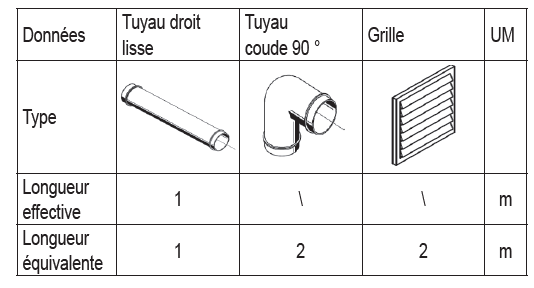 Données
Tuyau droit
lisse
Tuyau
coude 90 °
Grille
UM
Type
Longueur
effective
1
\
\
m
Longueur
équivalente
1
2
2
m